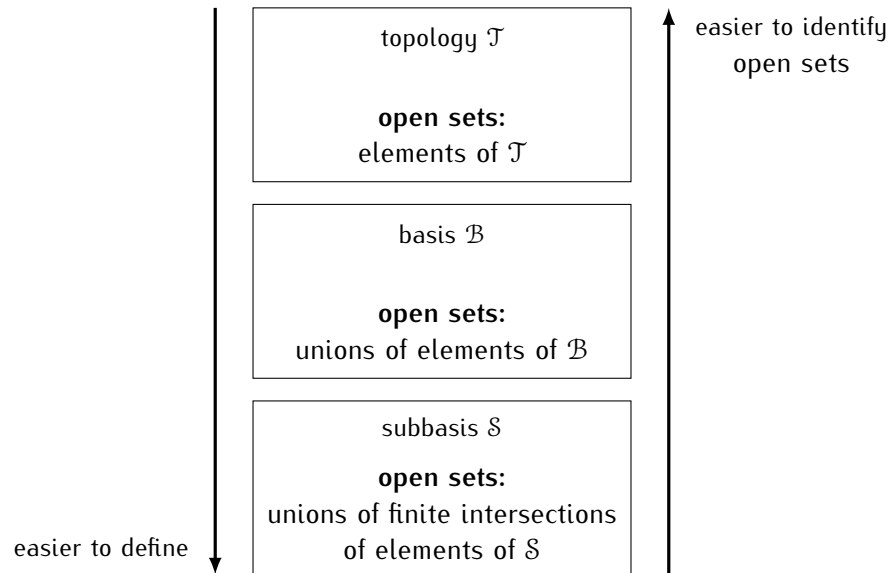 topology 𝒯
easier to identify
open sets
open sets:
elements of 𝒯
basis ℬ
open sets:
unions of elements of ℬ
subbasis 𝒮
open sets:
unions of finite intersections
of elements of 𝒮
easier to define